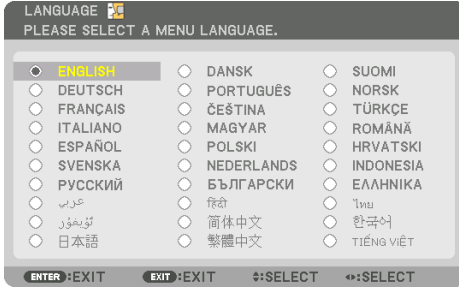 LANGUAGE
PLEASE SELECT A MENU LANGUAGE.
ENGLISH DANSK SUOMI
DEUTSCH PORTUGUÊS NORSK
FRANÇAIS ČEŠTINA TÜRKÇE
ITALIANO MAGYAR ROMÂNĂ
ESPAÑOL POLSKI HRVATSKI
SVENSKA NEDERLANDS INDONESIA
РУССКИЙ БЪЛГАРСКИ ΕΛΛΗΝΙΚΑ
عربي हिंदी ไทย
ئۇيغۇر 简体中文 한국어
日本語 繁體中文 TIẾNG VIỆT
ENTER :EXIT EXIT :EXIT :SELECT :SELECT